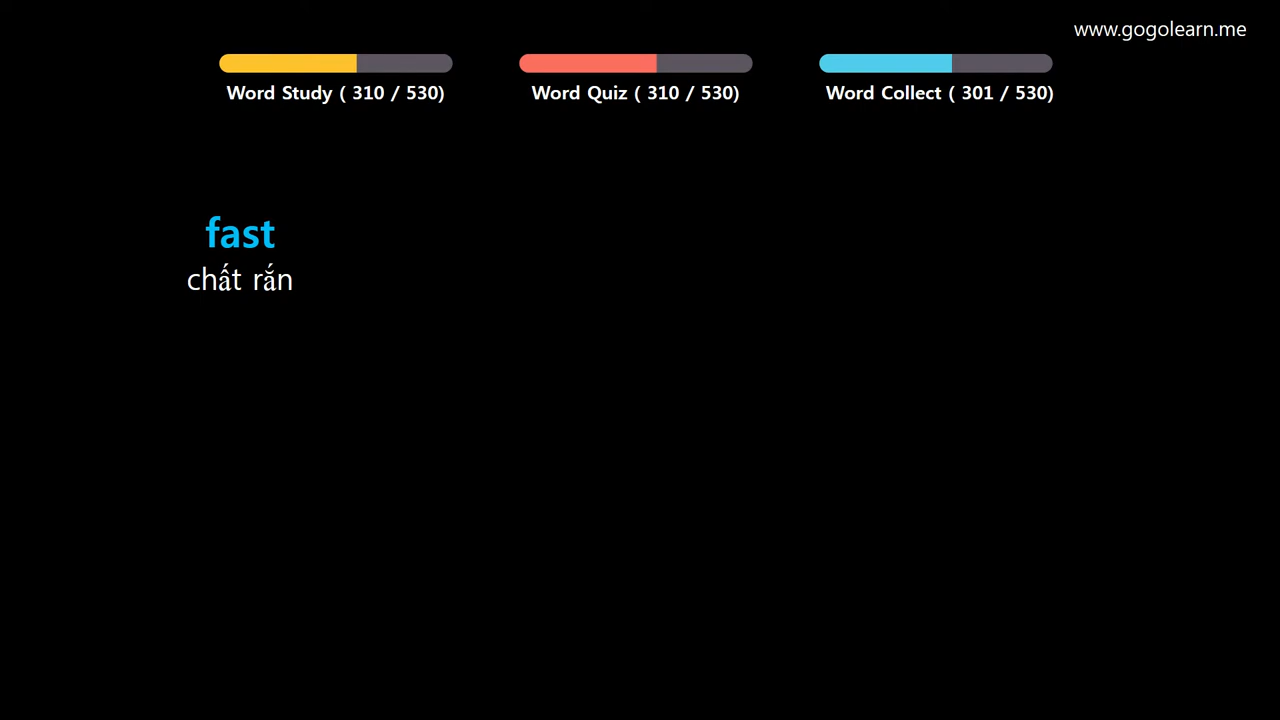 www.gogolearn.me
Word Study ( 310 / 530)
Word Quiz ( 310 / 530)
Word Collect ( 301 / 530)
fast
chất rắn